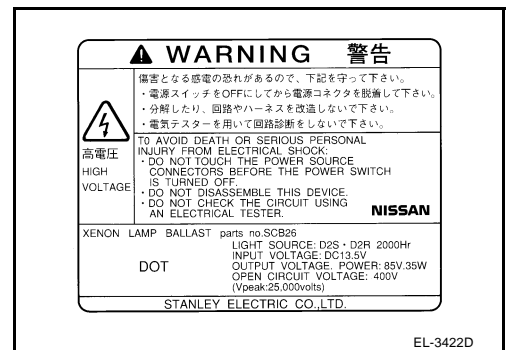 WARNING 警告
傷害となる感電の恐れがあるので、下記を守って下さい。
・電源スイッチをOFFにしてから電源コネクタを脱着して下さい。
・分解したり、回路やハーネスを改造しないで下さい。
・電気テスターを用いて回路診断をしないで下さい。
高電圧
HIGH
VOLTAGE
TO AVOID DEATH OR SERIOUS PERSONAL
INJURY FROM ELECTRICAL SHOCK:
・DO NOT TOUCH THE POWER SOURCE
CONNECTORS BEFORE THE POWER SWITCH
IS TURNED OFF.
・DO NOT DISASSEMBLE THIS DEVICE.
・DO NOT CHECK THE CIRCUIT USING
AN ELECTRICAL TESTER.
NISSAN
XENON LAMP BALLAST parts no.SCB26
LIGHT SOURCE: D2S・D2R 2000Hr
INPUT VOLTAGE: DC13.5V
DOT
OUTPUT VOLTAGE. POWER: 85V.35W
OPEN CIRCUIT VOLTAGE: 400V
(Vpeak:25,000volts)
STANLEY ELECTRIC CO.,LTD.
EL-3422D